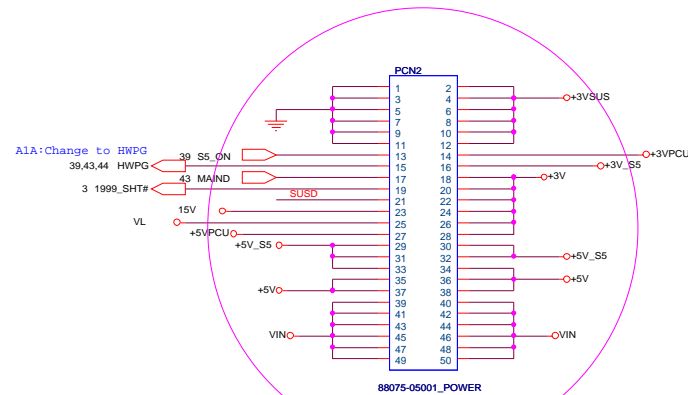 PCN2
1 2
3 4 +3VSUS
5 6
7 8
9 10
11 12
A1A:Change to HWPG
39 S5_ON 13 14 +3VPCU
39,43,44 HWPG 15 16 +3V_S5
43 MAIND 17 18 +3V
3 1999_SHT# 19 20
SUSD 21 22
15V 23 24
VL 25 26
+5VPCU 27 28
+5V_S5 29 30
31 32 +5V_S5
33 34
35 36 +5V
+5V 37 38
39 40
41 42
43 44
VIN 45 46 VIN
47 48
49 50
88075-05001_POWER